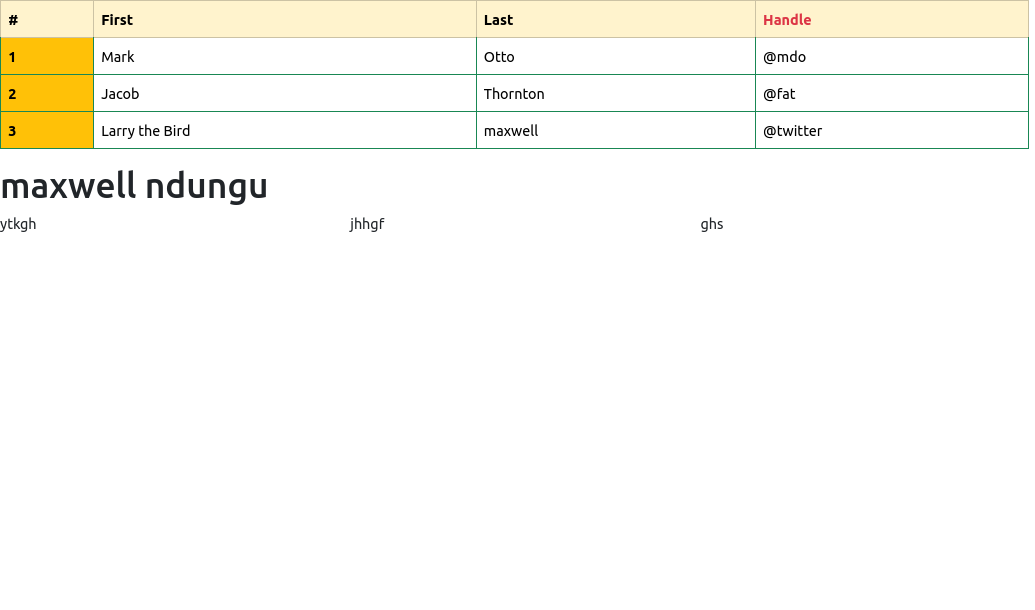 # First Last Handle
1 Mark Otto @mdo
2 Jacob Thornton @fat
3 Larry the Bird maxwell @twitter
maxwell ndungu
ytkgh jhhgf ghs